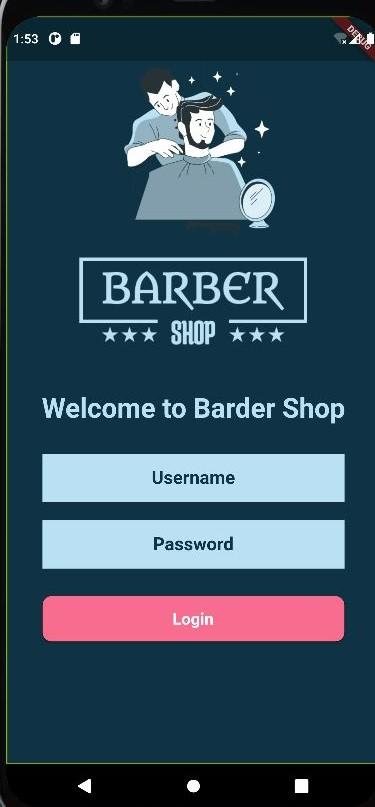 1:53
DEBUG
BARBER
SHOP
Welcome to Barder Shop
Username
Password
Login